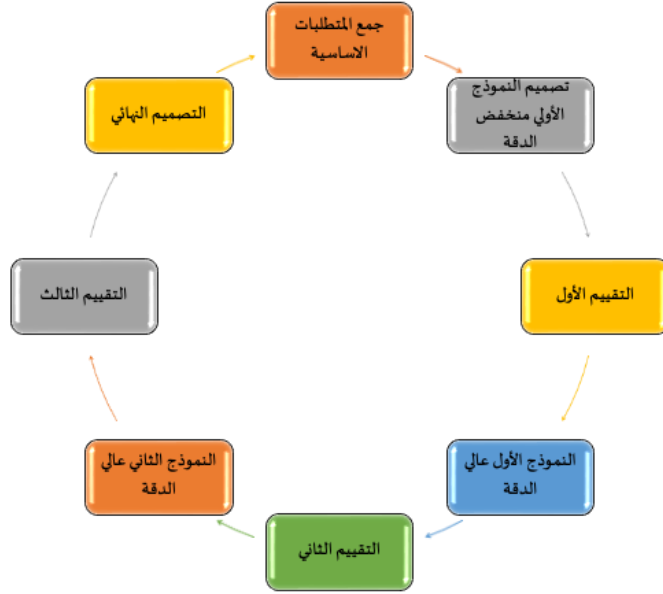 جمع المتطلبات
الاساسية
تصميم النموذج
الأولي منخفض
الدقة
التقييم الأول
النموذج الأول عالي
الدقة
التقييم الثاني
النموذج الثاني عالي
الدقة
التقييم الثالث
التصميم النهائي